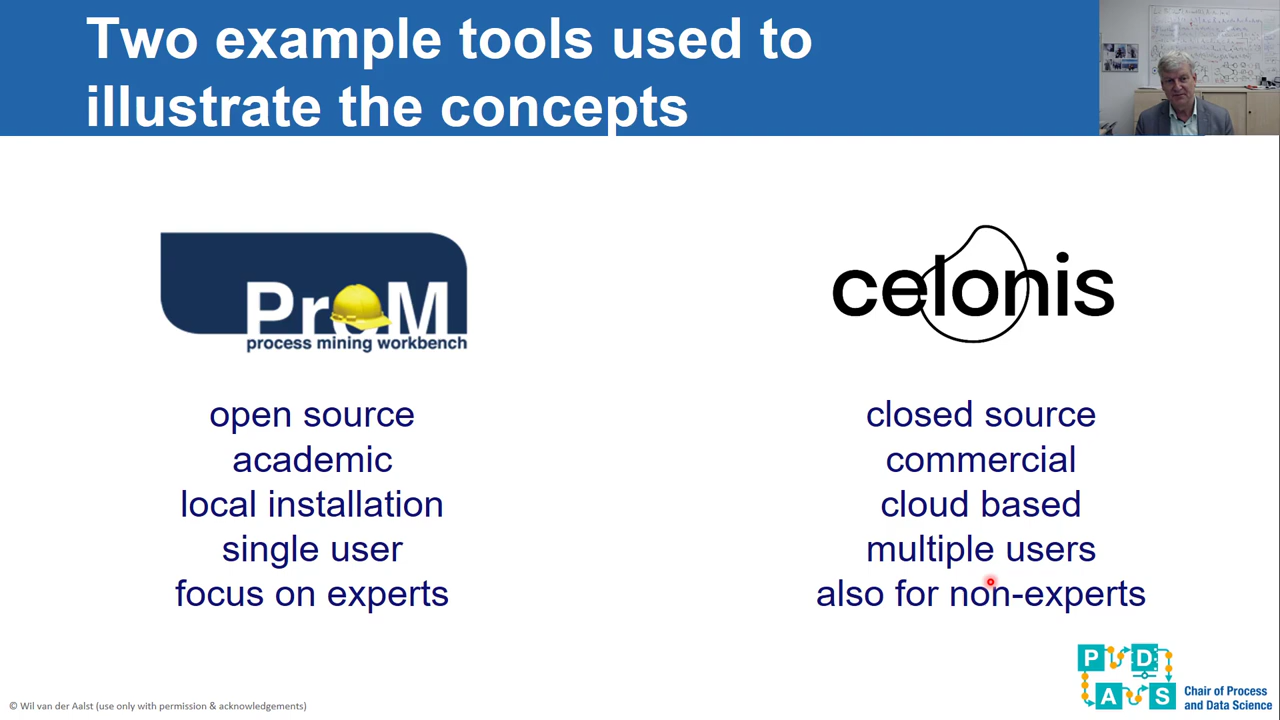 Two example tools used to
illustrate the concepts
ProM
process mining workbench
open source
academic
local installation
single user
focus on experts
celonis
closed source
commercial
cloud based
multiple users
also for non-experts
P D
A S
Chair of Process
and Data Science
© Wil van der Aalst (use only with permission & acknowledgements)